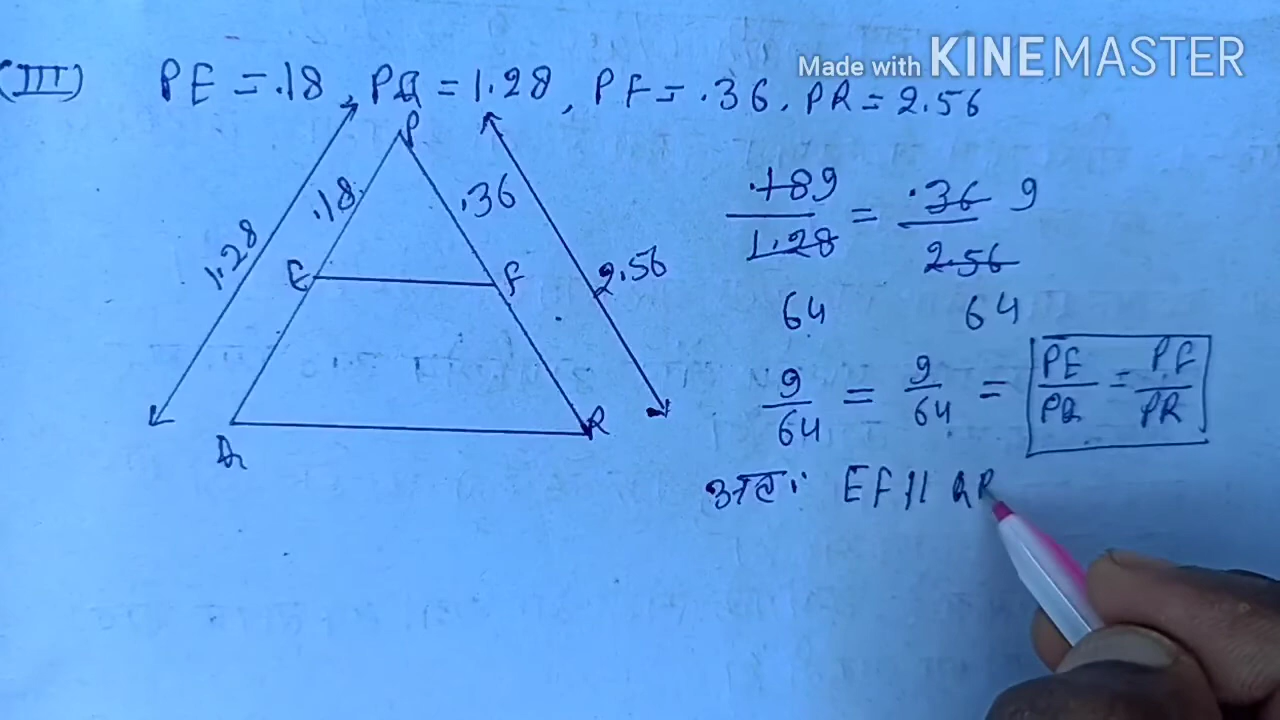 Made with KINEMASTER
(III) PE = .18, PQ = 1.28, PF = .36, PR = 2.56
P
.18
.36
1.28
2.56
E
F
Q
R
.18 9 / 1.28 = .36 9 / 2.56
64 64
9/64 = 9/64 = PE/PQ = PF/PR
अतः EF || QR